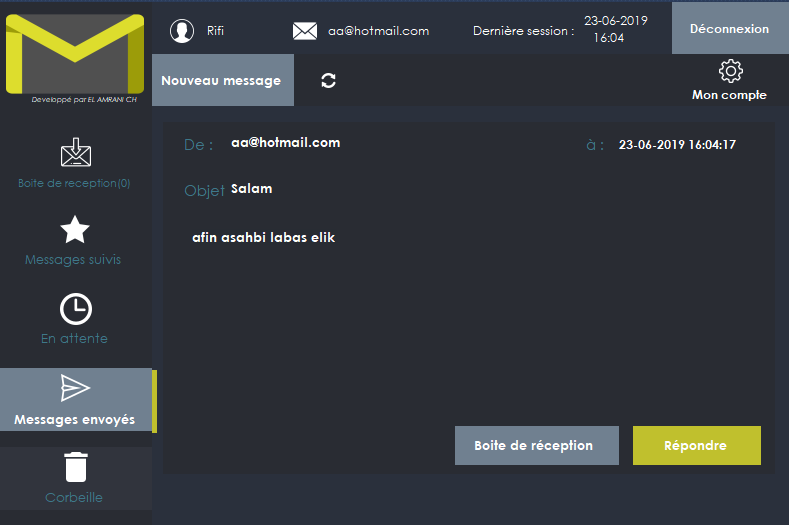 Rifi
aa@hotmail.com
Dernière session :
23-06-2019
16:04
Déconnexion
Developpé par EL AMRANI CH
Nouveau message
Mon compte
Boite de reception(0)
Messages suivis
En attente
Messages envoyés
Corbeille
De : aa@hotmail.com
à : 23-06-2019 16:04:17
Objet Salam
afin asahbi labas elik
Boite de réception
Répondre